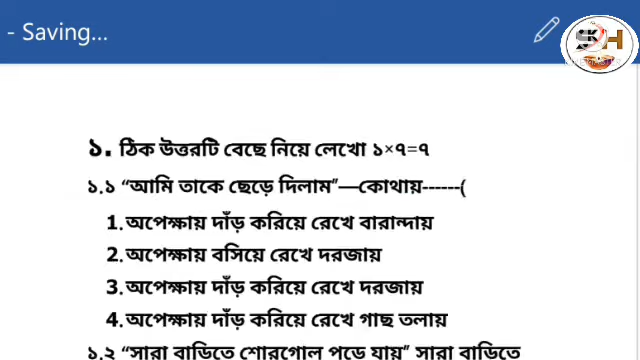 - Saving...
SKH
১. ঠিক উত্তরটি বেছে নিয়ে লেখো ১×৭=৭
১.১ “আমি তাকে ছেড়ে দিলাম”—কোথায়------(
1. অপেক্ষায় দাঁড় করিয়ে রেখে বারান্দায়
2. অপেক্ষায় বসিয়ে রেখে দরজায়
3. অপেক্ষায় দাঁড় করিয়ে রেখে দরজায়
4. অপেক্ষায় দাঁড় করিয়ে রেখে গাছ তলায়
১.২ “সারা বাড়িতে শোরগোল পড়ে যায়” সারা বাড়িতে